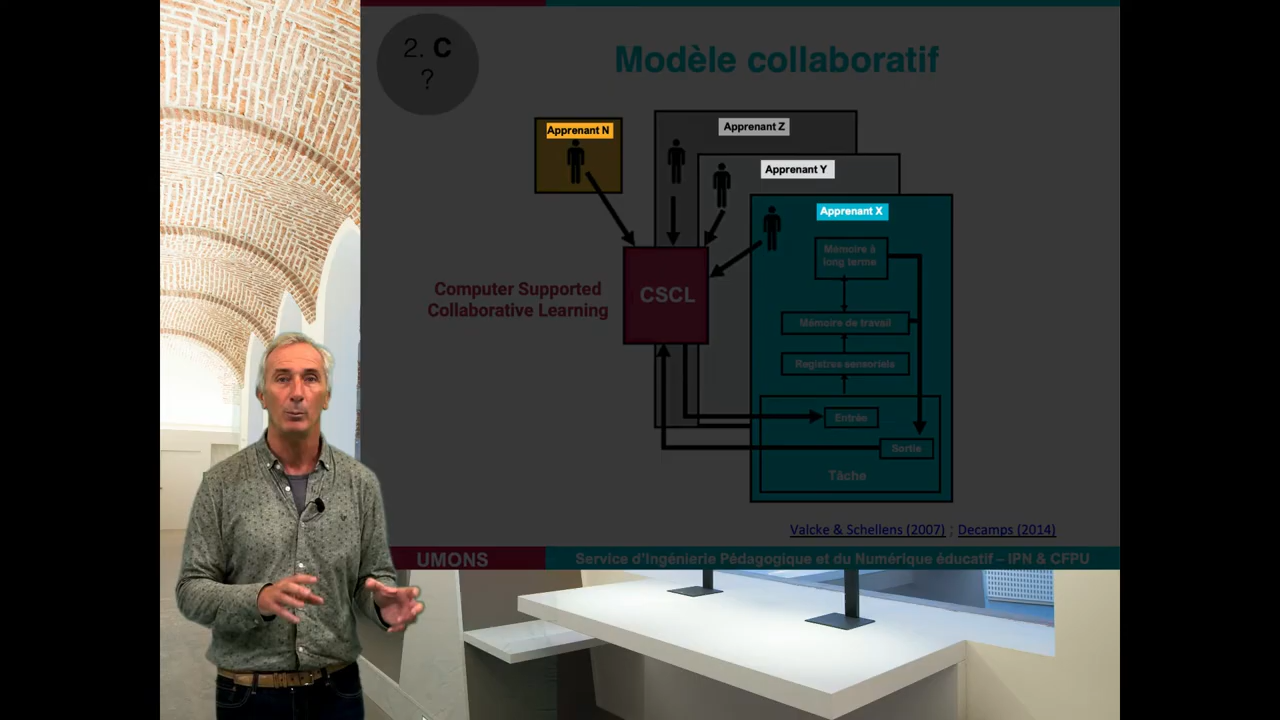 2. C
?
Modèle collaboratif
Apprenant N
Apprenant Z
Apprenant Y
Apprenant X
Mémoire à
long terme
Computer Supported
Collaborative Learning
CSCL
Mémoire de travail
Registres sensoriels
Entrée
Sortie
Tâche
Valcke & Schellens (2007) ; Decamps (2014)
UMONS
Service d'Ingénierie Pédagogique et du Numérique éducatif – IPN & CFPU